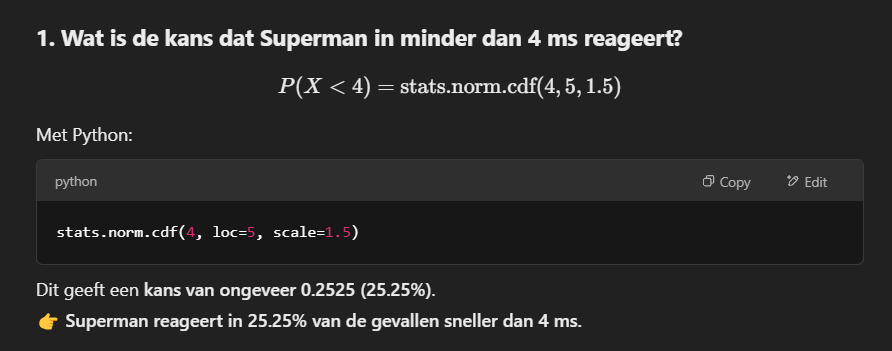 1. Wat is de kans dat Superman in minder dan 4 ms reageert?
P(X < 4) = stats.norm.cdf(4, 5, 1.5)
Met Python:
python Copy Edit
stats.norm.cdf(4, loc=5, scale=1.5)
Dit geeft een kans van ongeveer 0.2525 (25.25%).
👉 Superman reageert in 25.25% van de gevallen sneller dan 4 ms.